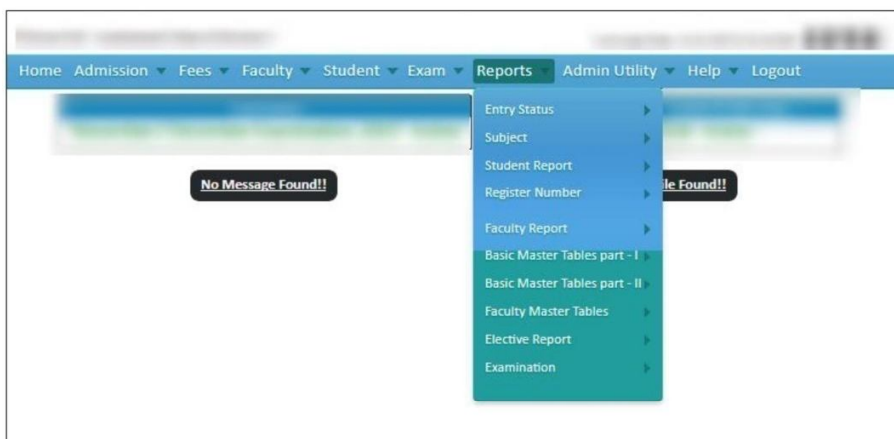 Home Admission Fees Faculty Student Exam Reports Admin Utility Help Logout
Entry Status
Subject
Student Report
No Message Found!!
Register Number
le Found!!
Faculty Report
Basic Master Tables part - I
Basic Master Tables part - II
Faculty Master Tables
Elective Report
Examination